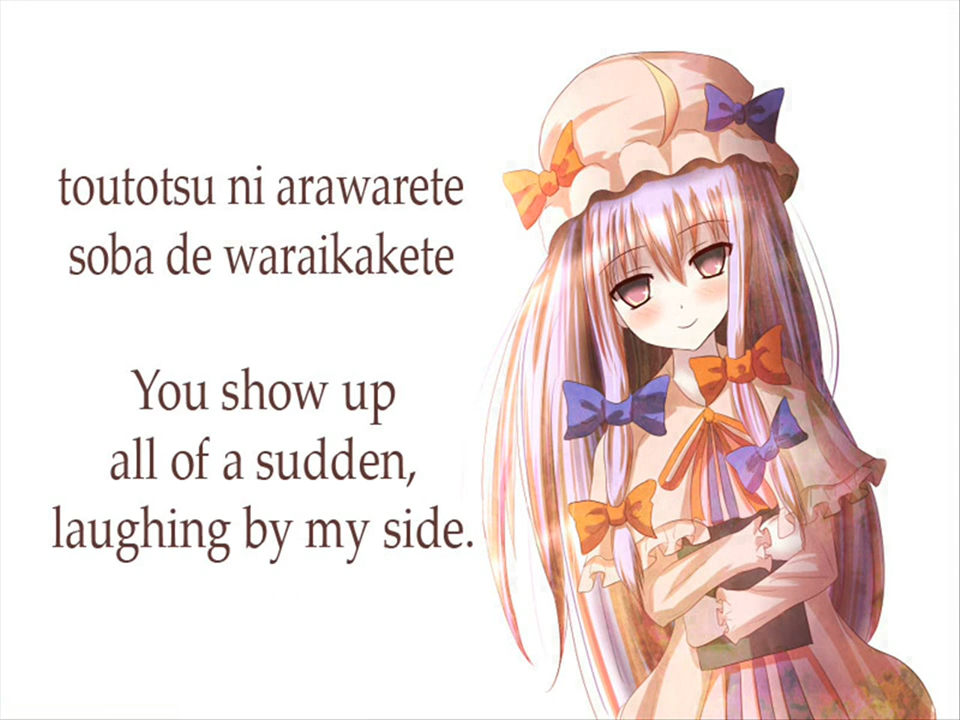 toutotsu ni arawarete
soba de waraikakete
You show up
all of a sudden,
laughing by my side.